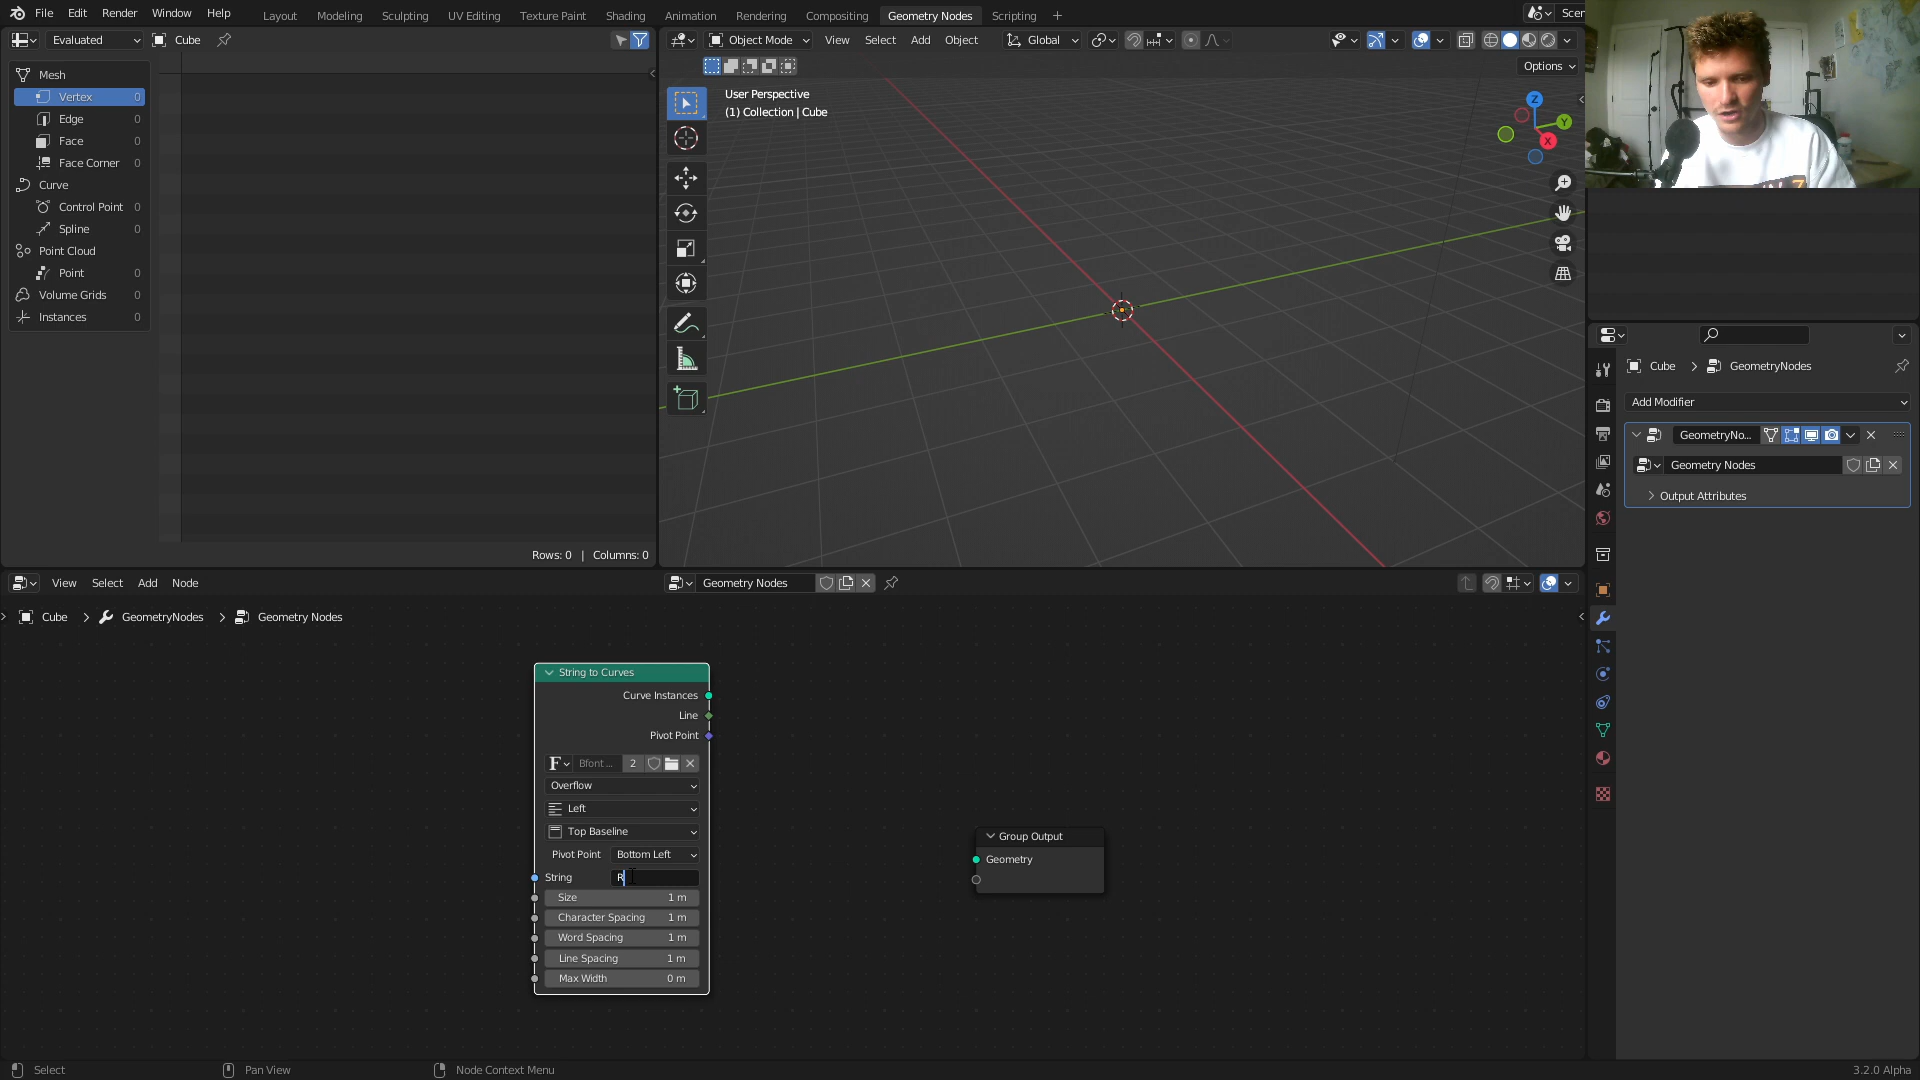 File Edit Render Window Help Layout Modeling Sculpting UV Editing Texture Paint Shading Animation Rendering Compositing Geometry Nodes Scripting + Scen
Evaluated Cube
Mesh
Vertex 0
Edge 0
Face 0
Face Corner 0
Curve
Control Point 0
Spline 0
Point Cloud
Point 0
Volume Grids 0
Instances 0
Rows: 0 | Columns: 0
Object Mode View Select Add Object Global
Options
User Perspective
(1) Collection | Cube
Z
Y
X
Cube > GeometryNodes
Add Modifier
GeometryNo...
Geometry Nodes
Output Attributes
View Select Add Node Geometry Nodes
Cube > GeometryNodes > Geometry Nodes
String to Curves
Curve Instances
Line
Pivot Point
F Bfont ... 2
Overflow
Left
Top Baseline
Pivot Point Bottom Left
String R
Size 1 m
Character Spacing 1 m
Word Spacing 1 m
Line Spacing 1 m
Max Width 0 m
Group Output
Geometry
Select Pan View Node Context Menu 3.2.0 Alpha